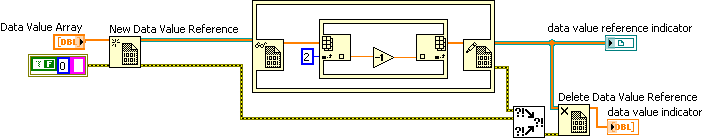 Data Value Array
New Data Value Reference
data value reference indicator
[DBL]
F
0
2
-1
?!
?!
?!
Delete Data Value Reference
data value indicator
DBL]